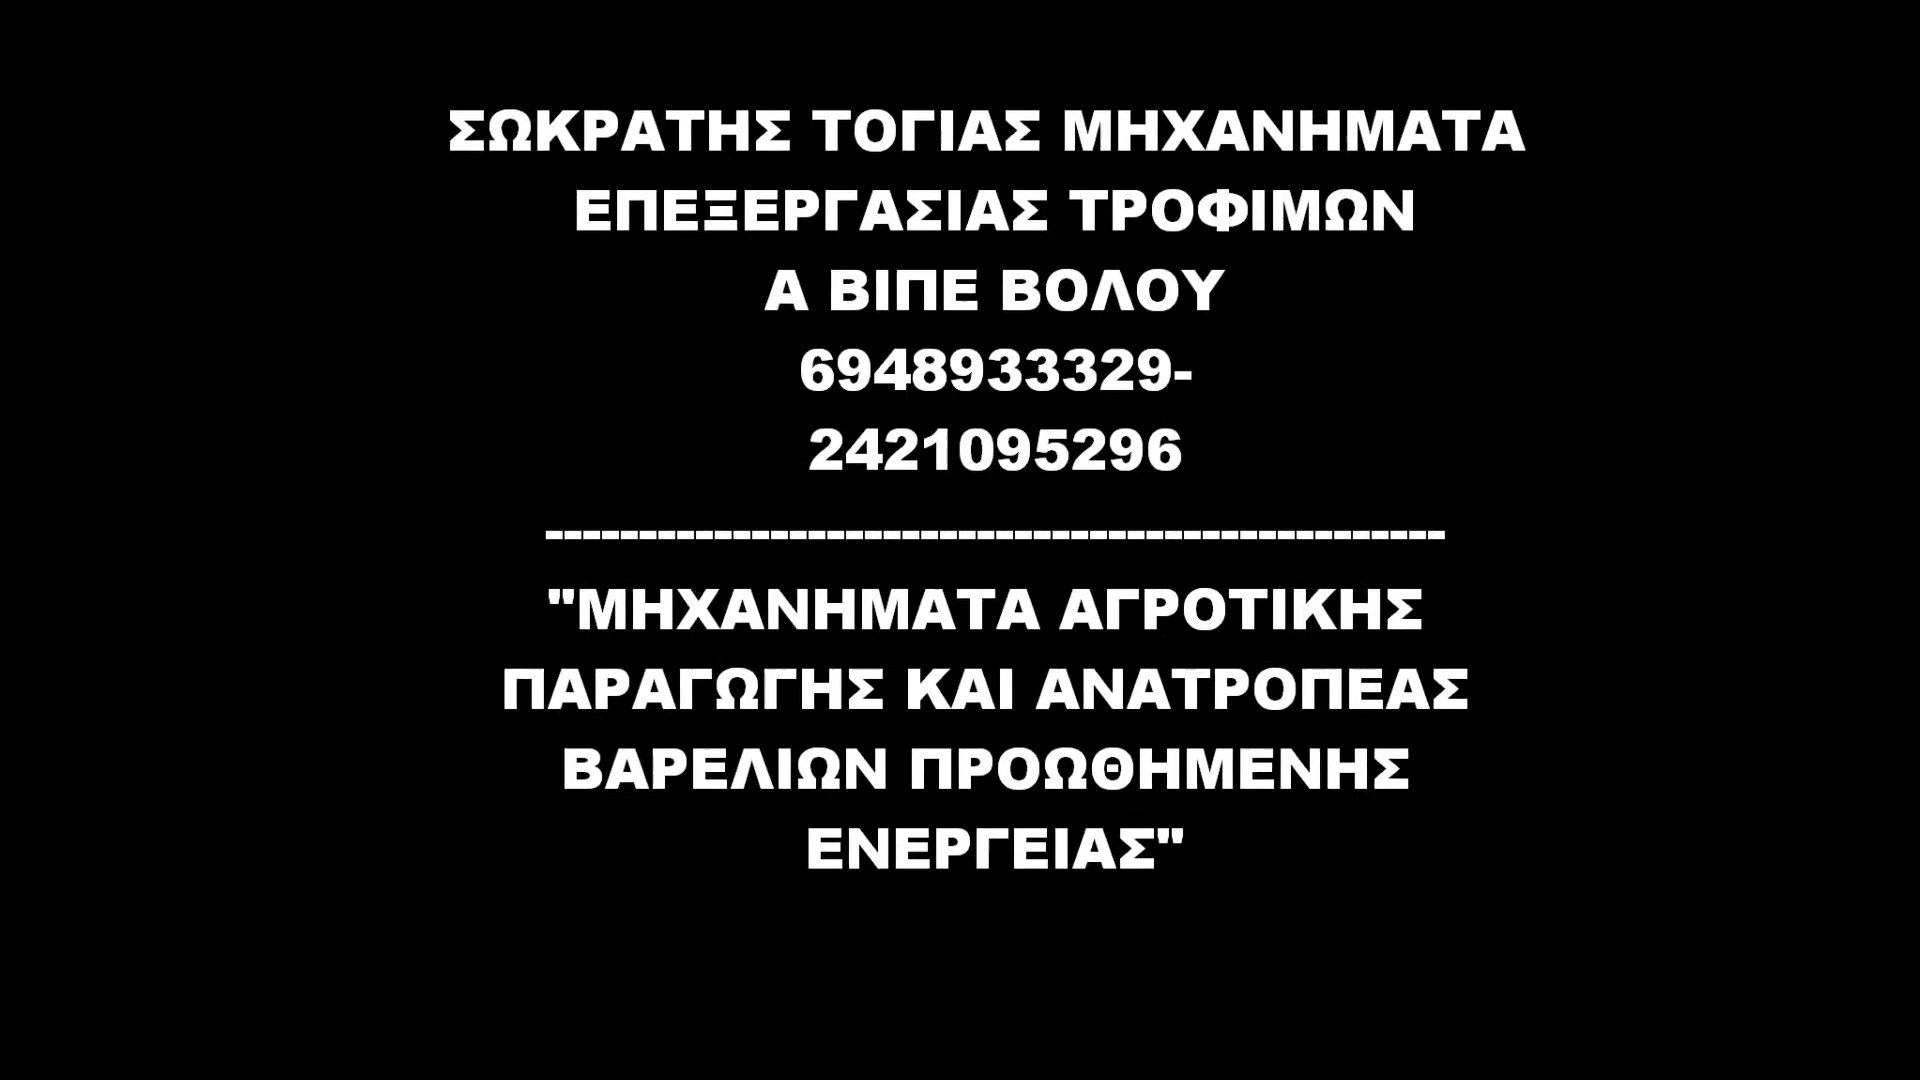 ΣΩΚΡΑΤΗΣ ΤΟΓΙΑΣ ΜΗΧΑΝΗΜΑΤΑ
ΕΠΕΞΕΡΓΑΣΙΑΣ ΤΡΟΦΙΜΩΝ
Α ΒΙΠΕ ΒΟΛΟΥ
6948933329-
2421095296
------------------------------------------------
"ΜΗΧΑΝΗΜΑΤΑ ΑΓΡΟΤΙΚΗΣ
ΠΑΡΑΓΩΓΗΣ ΚΑΙ ΑΝΑΤΡΟΠΕΑΣ
ΒΑΡΕΛΙΩΝ ΠΡΟΩΘΗΜΕΝΗΣ
ΕΝΕΡΓΕΙΑΣ"